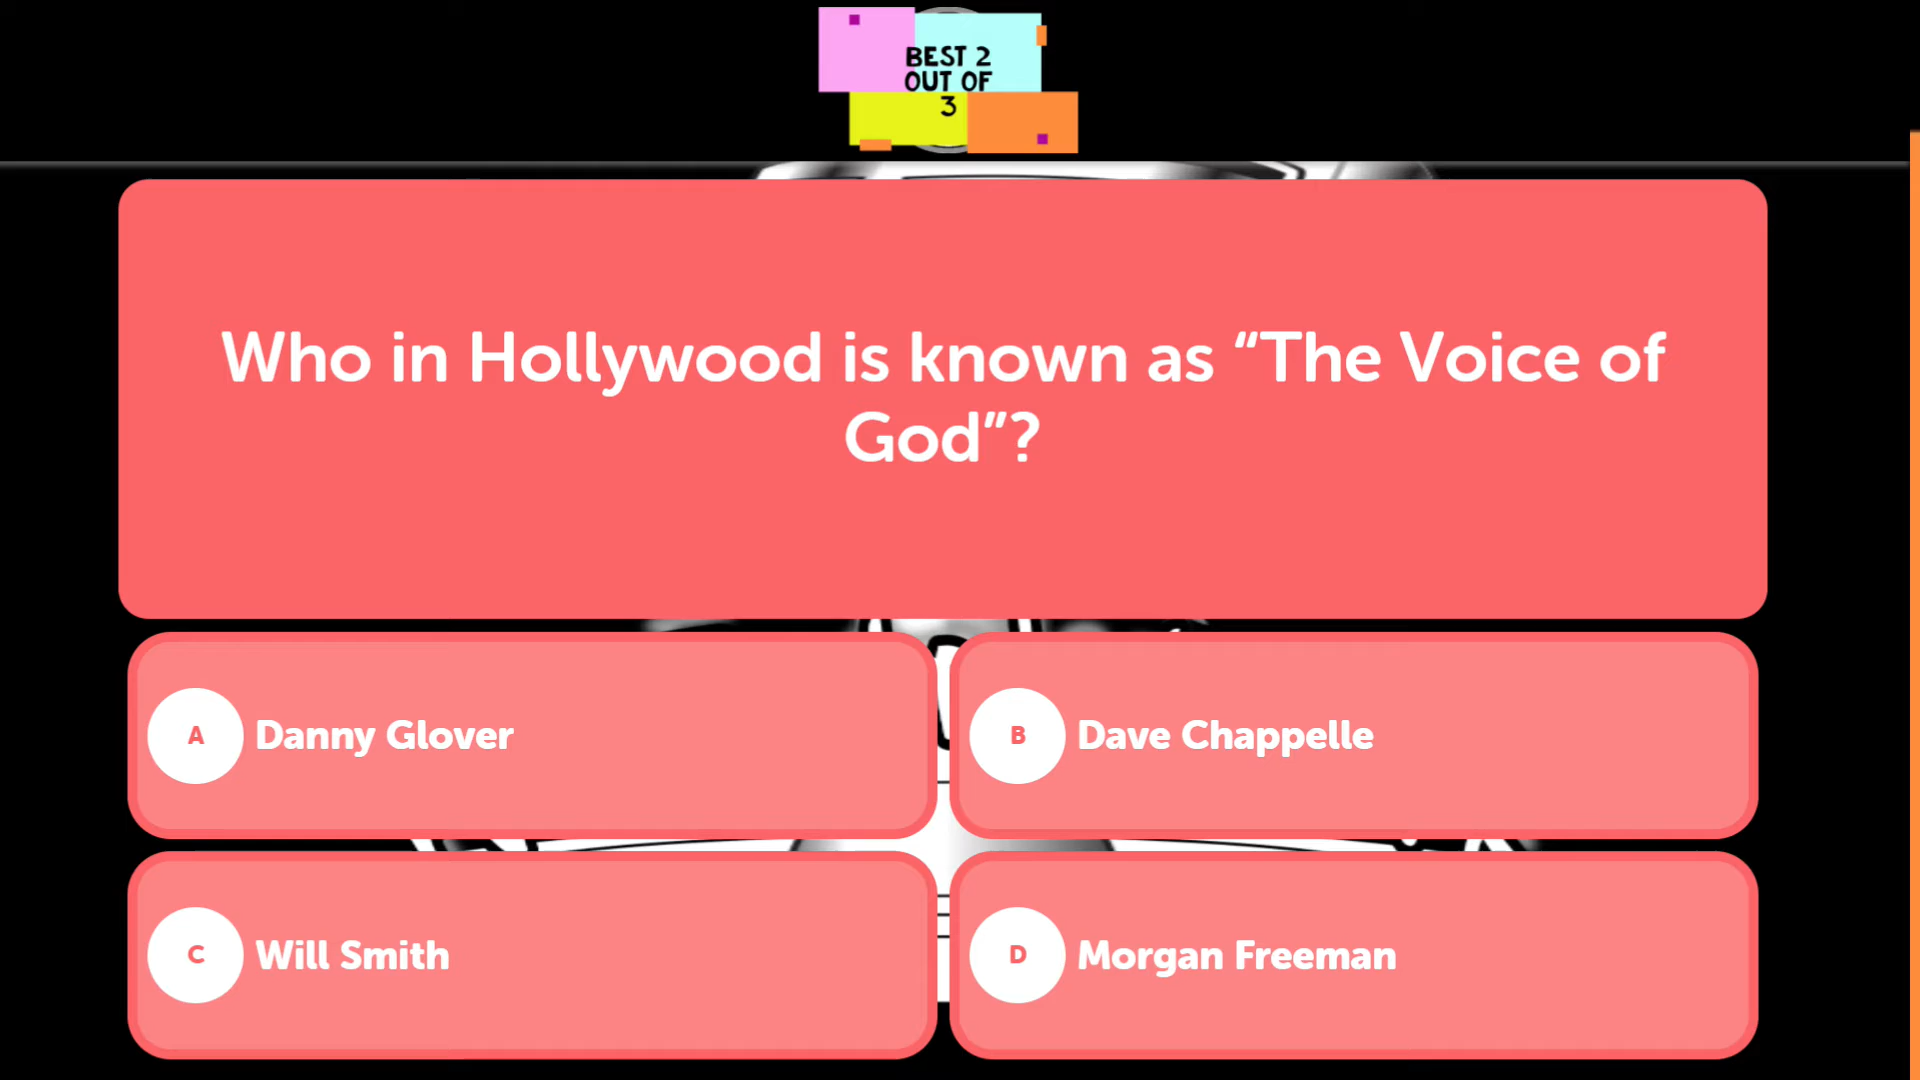 BEST 2
OUT OF
3
Who in Hollywood is known as “The Voice of
God”?
A Danny Glover
B Dave Chappelle
C Will Smith
D Morgan Freeman